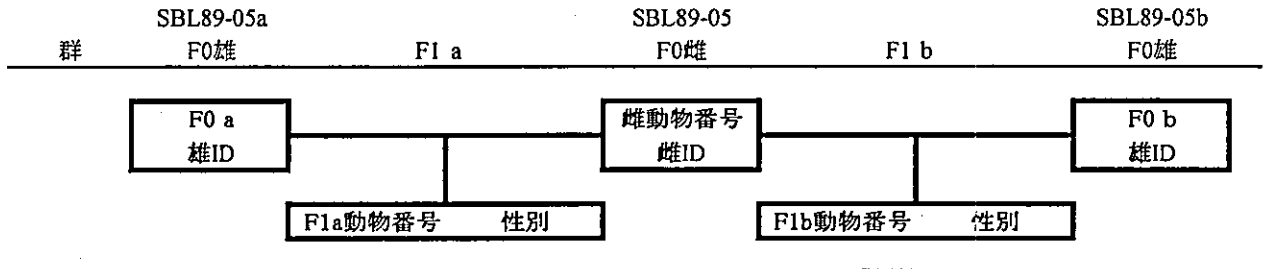 SBL89-05a SBL89-05 SBL89-05b
群 F0雄 F1 a F0雌 F1 b F0雄
F0 a 雌動物番号 F0 b
雄ID 雌ID 雄ID
F1a動物番号 性別 F1b動物番号 性別